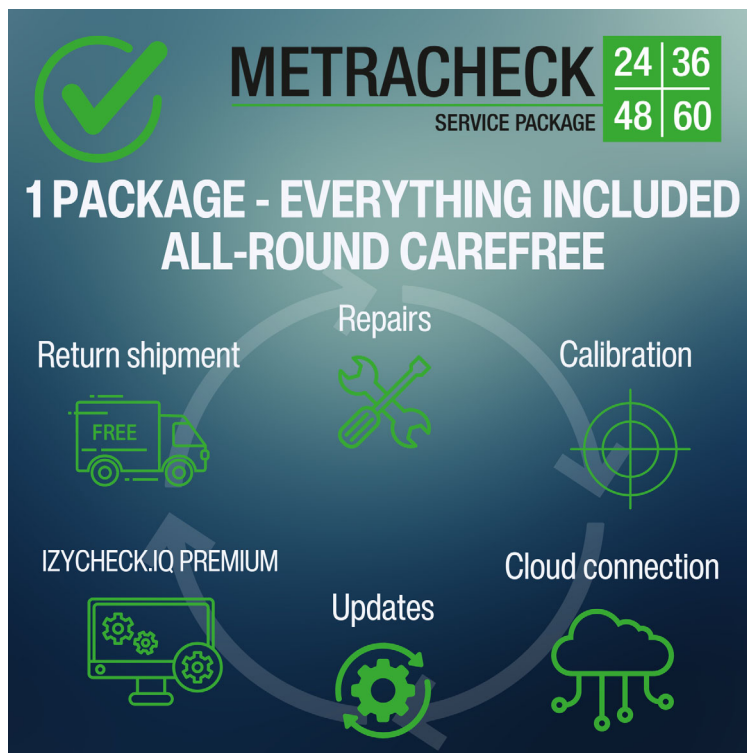 METRACHECK
24 36
48 60
SERVICE PACKAGE
1 PACKAGE - EVERYTHING INCLUDED
ALL-ROUND CAREFREE
Repairs
Return shipment
Calibration
FREE
IZYCHECK.IQ PREMIUM
Cloud connection
Updates